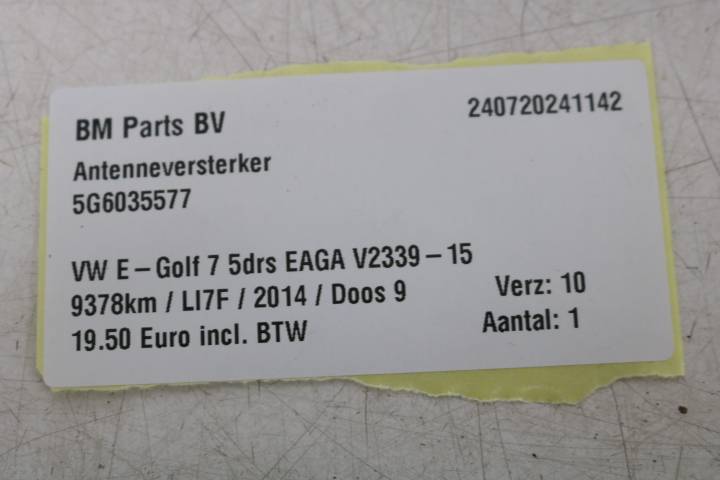 BM Parts BV
240720241142
Antenneversterker
5G6035577
VW E-Golf 7 5drs EAGA V2339-15
9378km / LI7F / 2014 / Doos 9
Verz: 10
19.50 Euro incl. BTW
Aantal: 1